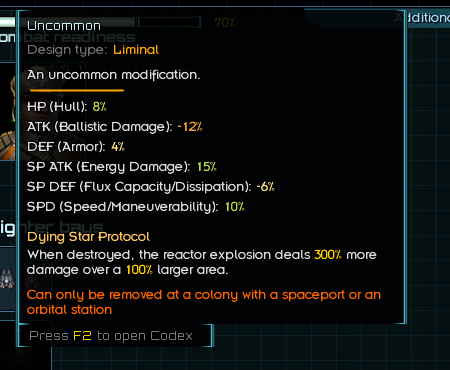 Uncommon
70%
Additiona
ombat readiness
Design type: Liminal
An uncommon modification.
HP (Hull): 8%
ATK (Ballistic Damage): -12%
DEF (Armor): 4%
SP ATK (Energy Damage): 15%
SP DEF (Flux Capacity/Dissipation): -6%
SPD (Speed/Maneuverability): 10%
ighter bays
Dying Star Protocol
When destroyed, the reactor explosion deals 300% more
damage over a 100% larger area.
Can only be removed at a colony with a spaceport or an
orbital station
Press F2 to open Codex